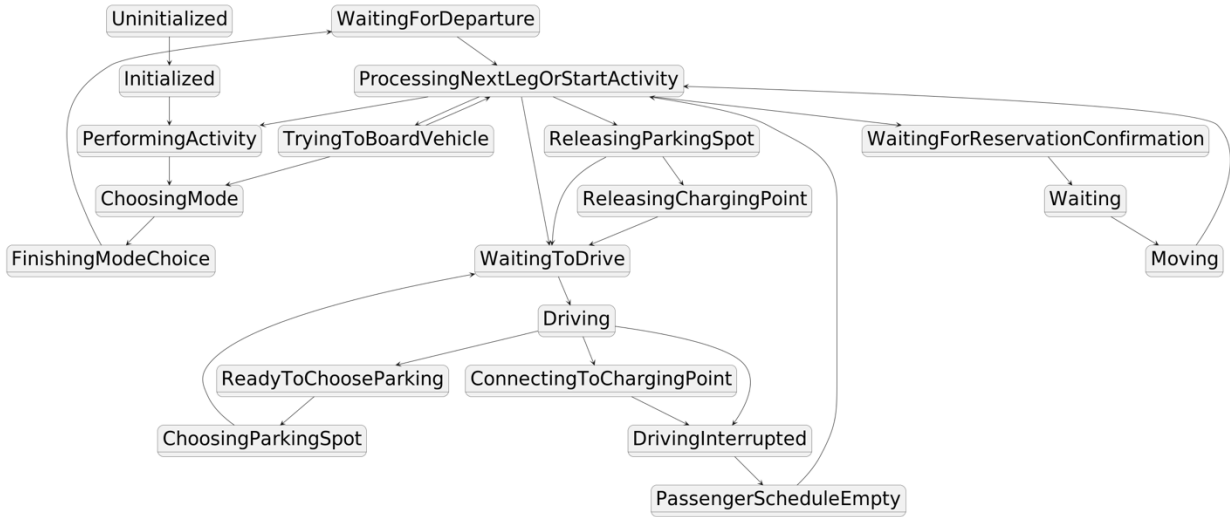 Uninitialized
WaitingForDeparture
Initialized
ProcessingNextLegOrStartActivity
PerformingActivity
TryingToBoardVehicle
ReleasingParkingSpot
WaitingForReservationConfirmation
ChoosingMode
ReleasingChargingPoint
Waiting
FinishingModeChoice
WaitingToDrive
Moving
Driving
ReadyToChooseParking
ConnectingToChargingPoint
ChoosingParkingSpot
DrivingInterrupted
PassengerScheduleEmpty